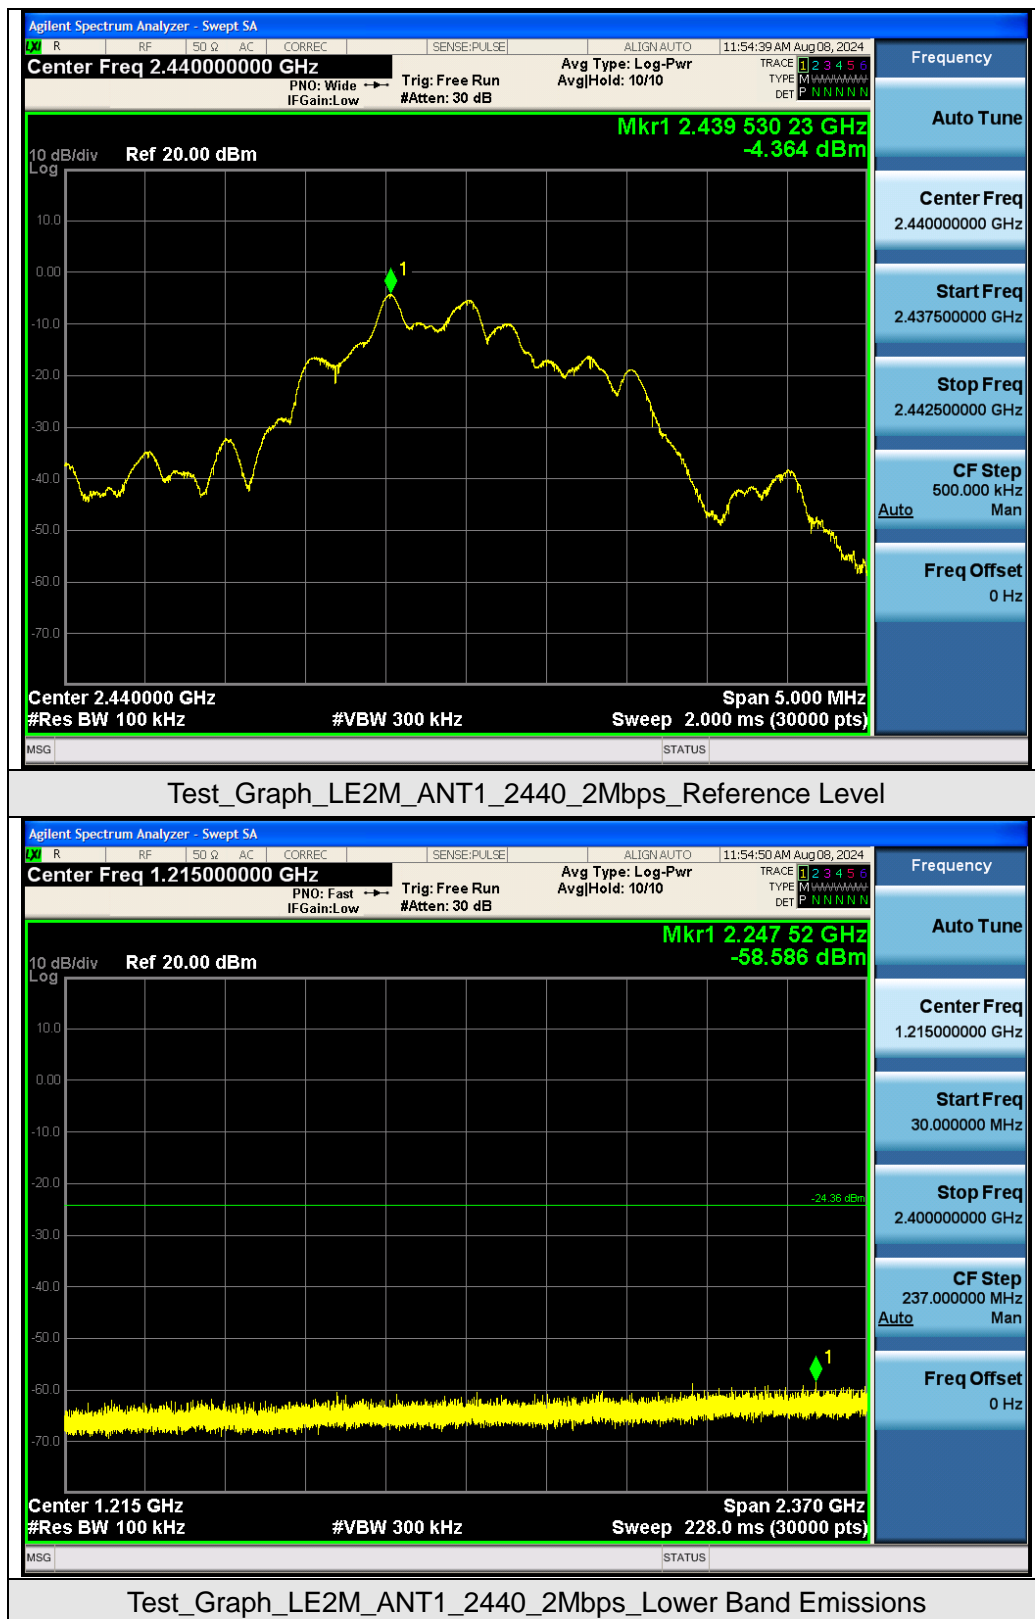 Agilent Spectrum Analyzer - Swept SA
LXI R RF 50 Ω AC CORREC SENSE:PULSE ALIGN AUTO 11:54:39 AM Aug 08, 2024
Center Freq 2.440000000 GHz
PNO: Wide
IFGain:Low
Trig: Free Run
#Atten: 30 dB
Avg Type: Log-Pwr
Avg|Hold: 10/10
TRACE 1 2 3 4 5 6
TYPE M
DET P N N N N N
Mkr1 2.439 530 23 GHz
-4.364 dBm
10 dB/div Ref 20.00 dBm
Log
10.0
0.00
-10.0
-20.0
-30.0
-40.0
-50.0
-60.0
-70.0
1
Center 2.440000 GHz Span 5.000 MHz
#Res BW 100 kHz #VBW 300 kHz Sweep 2.000 ms (30000 pts)
MSG STATUS
Frequency
Auto Tune
Center Freq
2.440000000 GHz
Start Freq
2.437500000 GHz
Stop Freq
2.442500000 GHz
CF Step
500.000 kHz
Auto Man
Freq Offset
0 Hz
Test_Graph_LE2M_ANT1_2440_2Mbps_Reference Level
Agilent Spectrum Analyzer - Swept SA
LXI R RF 50 Ω AC CORREC SENSE:PULSE ALIGN AUTO 11:54:50 AM Aug 08, 2024
Center Freq 1.215000000 GHz
PNO: Fast
IFGain:Low
Trig: Free Run
#Atten: 30 dB
Avg Type: Log-Pwr
Avg|Hold: 10/10
TRACE 1 2 3 4 5 6
TYPE M
DET P N N N N N
Mkr1 2.247 52 GHz
-58.586 dBm
10 dB/div Ref 20.00 dBm
Log
10.0
0.00
-10.0
-20.0
-30.0
-40.0
-50.0
-60.0
-70.0
-24.36 dBm
1
Center 1.215 GHz Span 2.370 GHz
#Res BW 100 kHz #VBW 300 kHz Sweep 228.0 ms (30000 pts)
MSG STATUS
Frequency
Auto Tune
Center Freq
1.215000000 GHz
Start Freq
30.000000 MHz
Stop Freq
2.400000000 GHz
CF Step
237.000000 MHz
Auto Man
Freq Offset
0 Hz
Test_Graph_LE2M_ANT1_2440_2Mbps_Lower Band Emissions